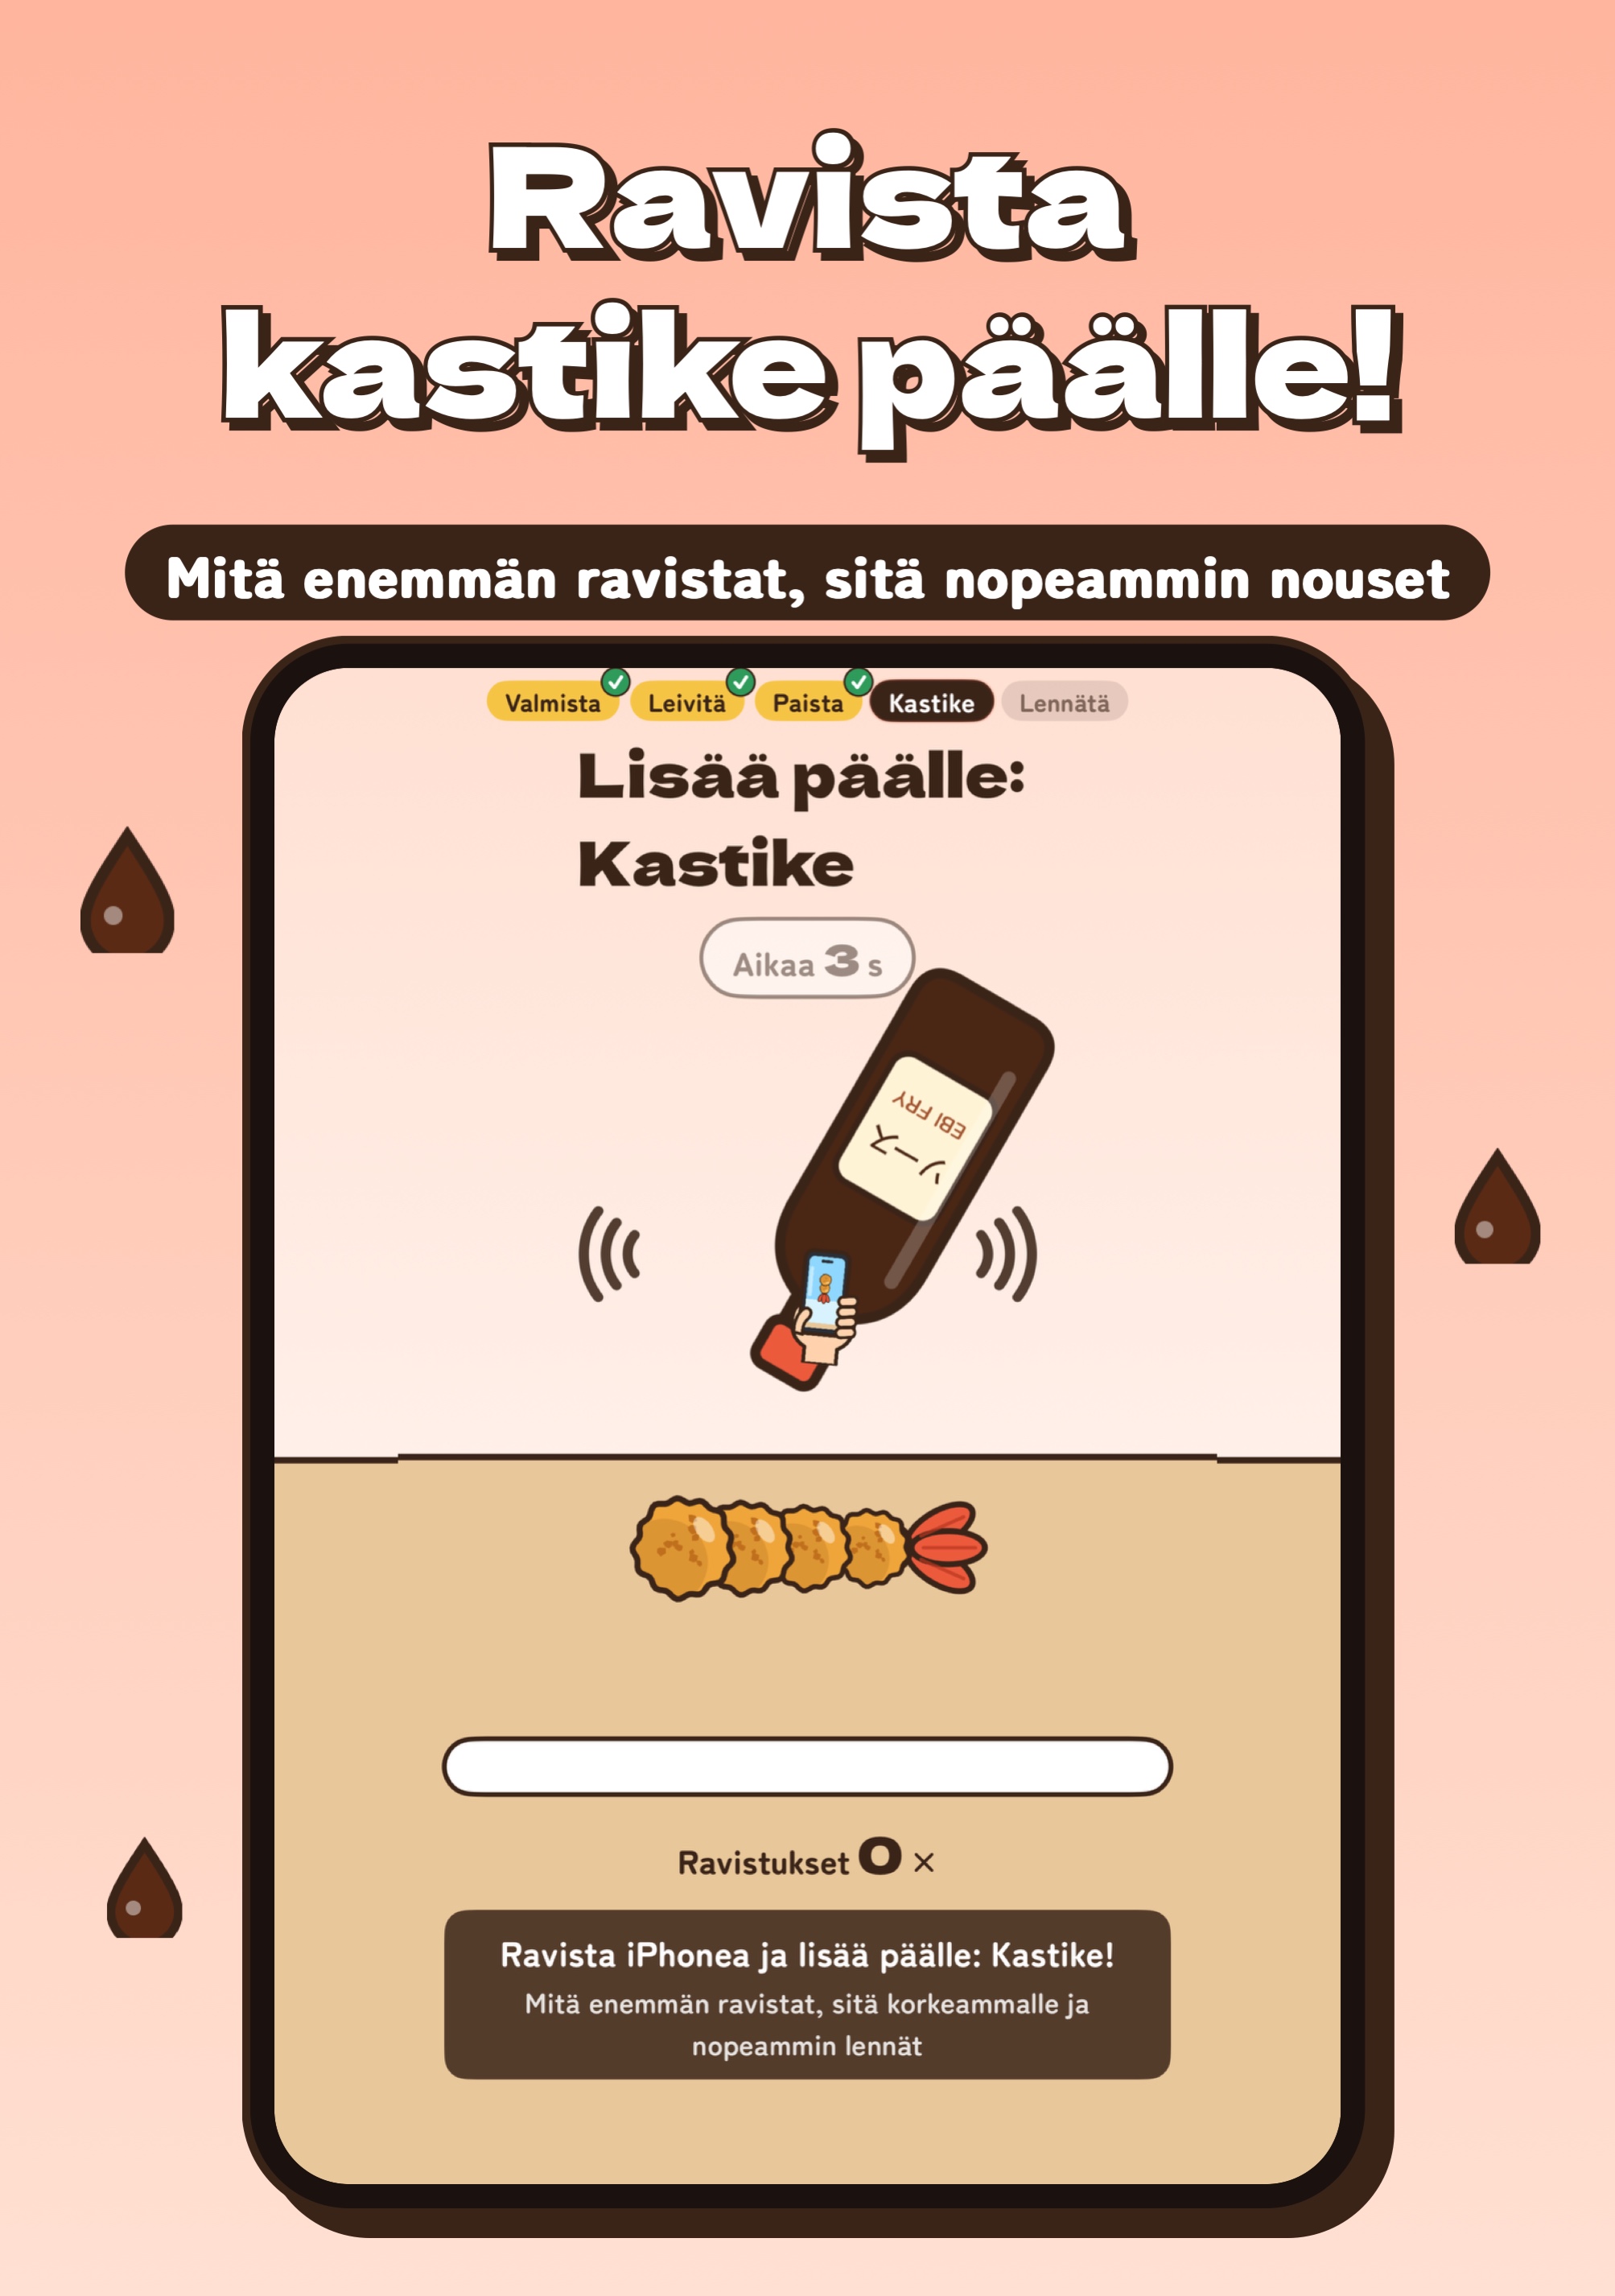 Ravista
kastike päälle!
Mitä enemmän ravistat, sitä nopeammin nouset
Valmista Leivitä Paista Kastike Lennätä
Lisää päälle:
Kastike
Aikaa 3 s
EBI FRY
ソース
Ravistukset 0 ×
Ravista iPhonea ja lisää päälle: Kastike!
Mitä enemmän ravistat, sitä korkeammalle ja
nopeammin lennät